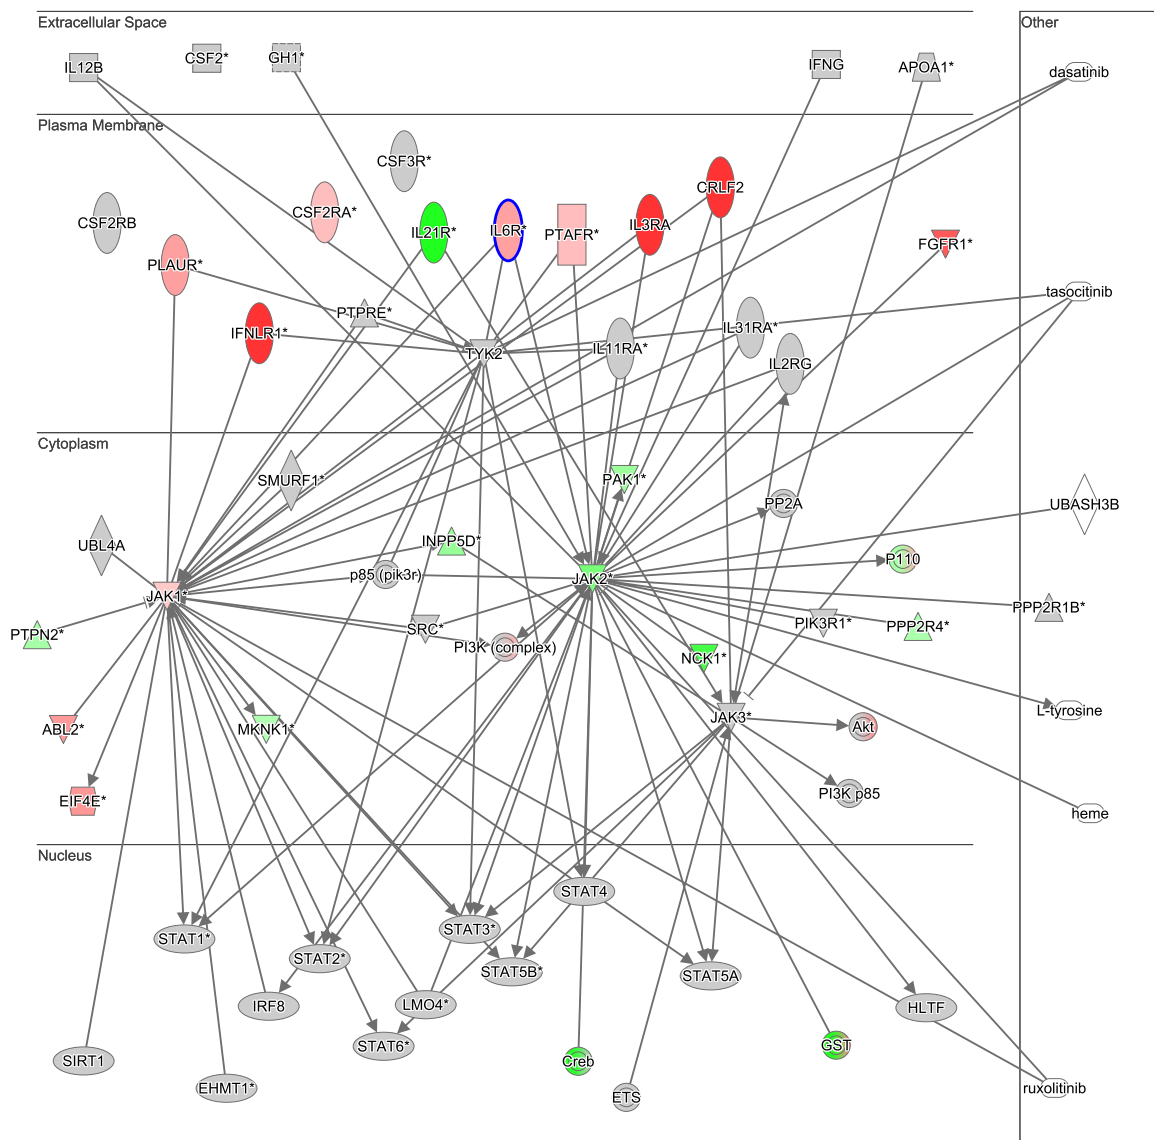 Extracellular Space
Other
IL12B
CSF2*
GH1*
IFNG
APOA1*
dasatinib
Plasma Membrane
CSF3R*
CSF2RB
CSF2RA*
IL21R*
IL6R*
PTAFR*
IL3RA
CRLF2
FGFR1*
PLAUR*
tasocitinib
IFNLR1*
PTPRE*
TYK2
IL11RA*
IL31RA*
IL2RG
Cytoplasm
SMURF1*
PAK1*
PP2A
UBASH3B
UBL4A
INPP5D*
p85 (pik3r)
JAK2*
P110
JAK1*
PTPN2*
SRC*
PI3K (complex)
PIK3R1*
PPP2R4*
PPP2R1B*
NCK1*
ABL2*
MKNK1*
JAK3*
Akt
L-tyrosine
EIF4E*
PI3K p85
heme
Nucleus
STAT4
STAT1*
STAT2*
STAT3*
STAT5B*
STAT5A
IRF8
LMO4*
HLTF
SIRT1
STAT6*
Creb
GST
EHMT1*
ETS
ruxolitinib